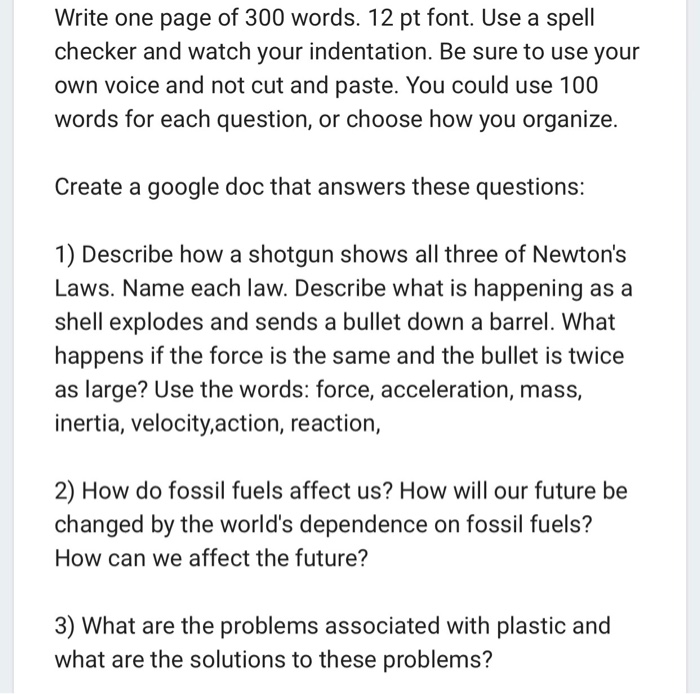 Write one page of 300 words. 12 pt font. Use a spell
checker and watch your indentation. Be sure to use your
own voice and not cut and paste. You could use 100
words for each question, or choose how you organize.
Create a google doc that answers these questions:
1) Describe how a shotgun shows all three of Newton's
Laws. Name each law. Describe what is happening as a
shell explodes and sends a bullet down a barrel. What
happens if the force is the same and the bullet is twice
as large? Use the words: force, acceleration, mass,
inertia, velocity,action, reaction,
2) How do fossil fuels affect us? How will our future be
changed by the world's dependence on fossil fuels?
How can we affect the future?
3) What are the problems associated with plastic and
what are the solutions to these problems?